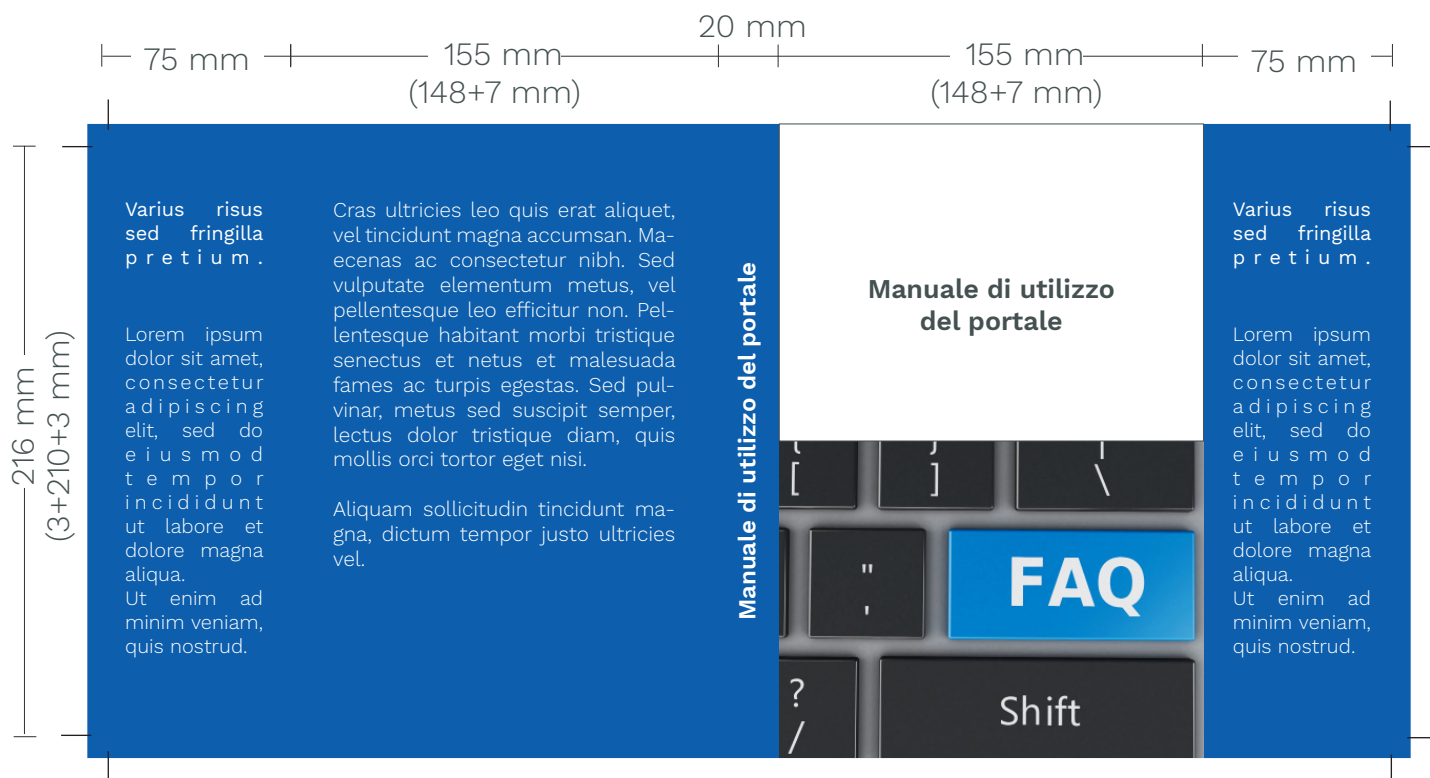 20 mm
75 mm
155 mm
(148+7 mm)
155 mm
(148+7 mm)
75 mm
216 mm
(3+210+3 mm)
Varius risus
sed fringilla
pretium.
Lorem ipsum
dolor sit amet,
consectetur
adipiscing
elit, sed do
eiusmod
tempor
incididunt
ut labore et
dolore magna
aliqua.
Ut enim ad
minim veniam,
quis nostrud.
Cras ultricies leo quis erat aliquet,
vel tincidunt magna accumsan. Ma-
ecenas ac consectetur nibh. Sed
vulputate elementum metus, vel
pellentesque leo efficitur non. Pel-
lentesque habitant morbi tristique
senectus et netus et malesuada
fames ac turpis egestas. Sed pul-
vinar, metus sed suscipit semper,
lectus dolor tristique diam, quis
mollis orci tortor eget nisi.
Aliquam sollicitudin tincidunt ma-
gna, dictum tempor justo ultricies
vel.
Manuale di utilizzo del portale
Manuale di utilizzo
del portale
{ } |
[ ] \
"
'
FAQ
?
/
Shift
Varius risus
sed fringilla
pretium.
Lorem ipsum
dolor sit amet,
consectetur
adipiscing
elit, sed do
eiusmod
tempor
incididunt
ut labore et
dolore magna
aliqua.
Ut enim ad
minim veniam,
quis nostrud.